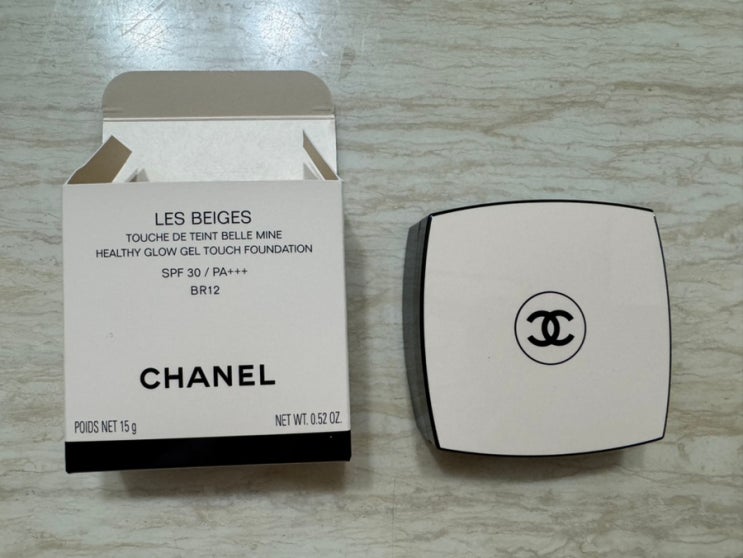 LES BEIGES
TOUCHE DE TEINT BELLE MINE
HEALTHY GLOW GEL TOUCH FOUNDATION
SPF 30 / PA+++
BR12
CHANEL
POIDS NET 15 g
NET WT. 0.52 OZ.